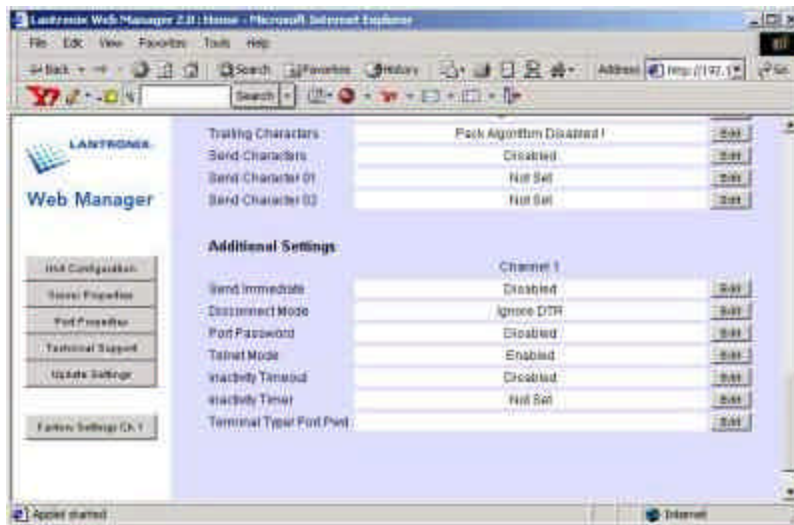 Lantronix Web Manager 2.0 : Home - Microsoft Internet Explorer
File Edit View Favorites Tools Help
Back Search Favorites History Address http://192.1
Search
LANTRONIX
Web Manager
Unit Configuration
Server Properties
Port Properties
Technical Support
Update Settings
Factory Settings Ch. 1
Trailing Characters Pack Algorithm Disabled ! Edit
Send Characters Disabled Edit
Send Character 01 Not Set Edit
Send Character 02 Not Set Edit
Additional Settings
Channel 1
Send Immediate Disabled Edit
Disconnect Mode Ignore DTR Edit
Port Password Disabled Edit
Telnet Mode Enabled Edit
Inactivity Timeout Disabled Edit
Inactivity Timer Not Set Edit
Terminal Type/ Port Pwd Edit
Applet started
Internet